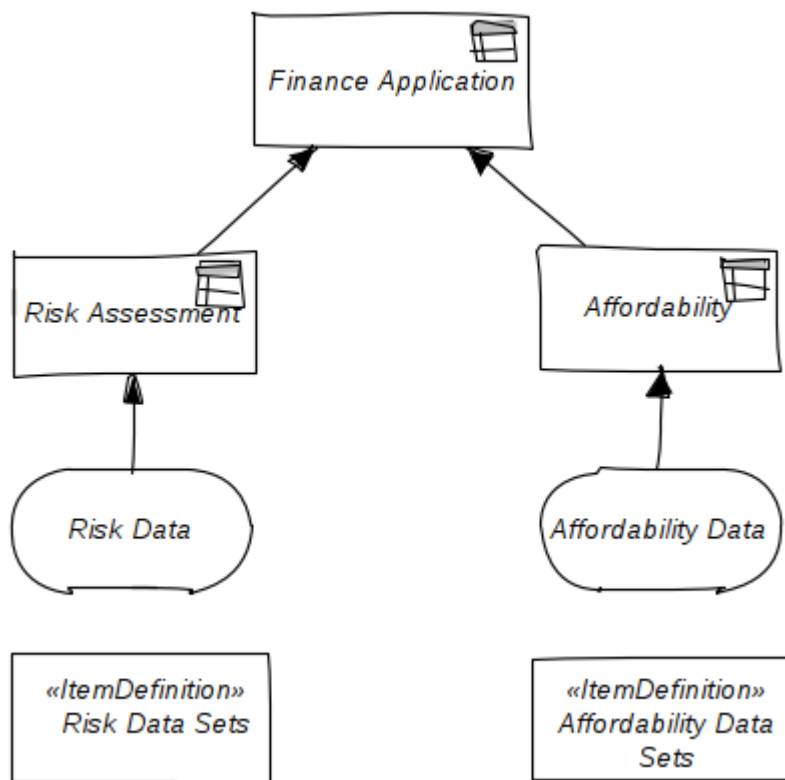 Finance Application
Risk Assessment
Affordability
Risk Data
Affordability Data
«ItemDefinition»
Risk Data Sets
«ItemDefinition»
Affordability Data
Sets